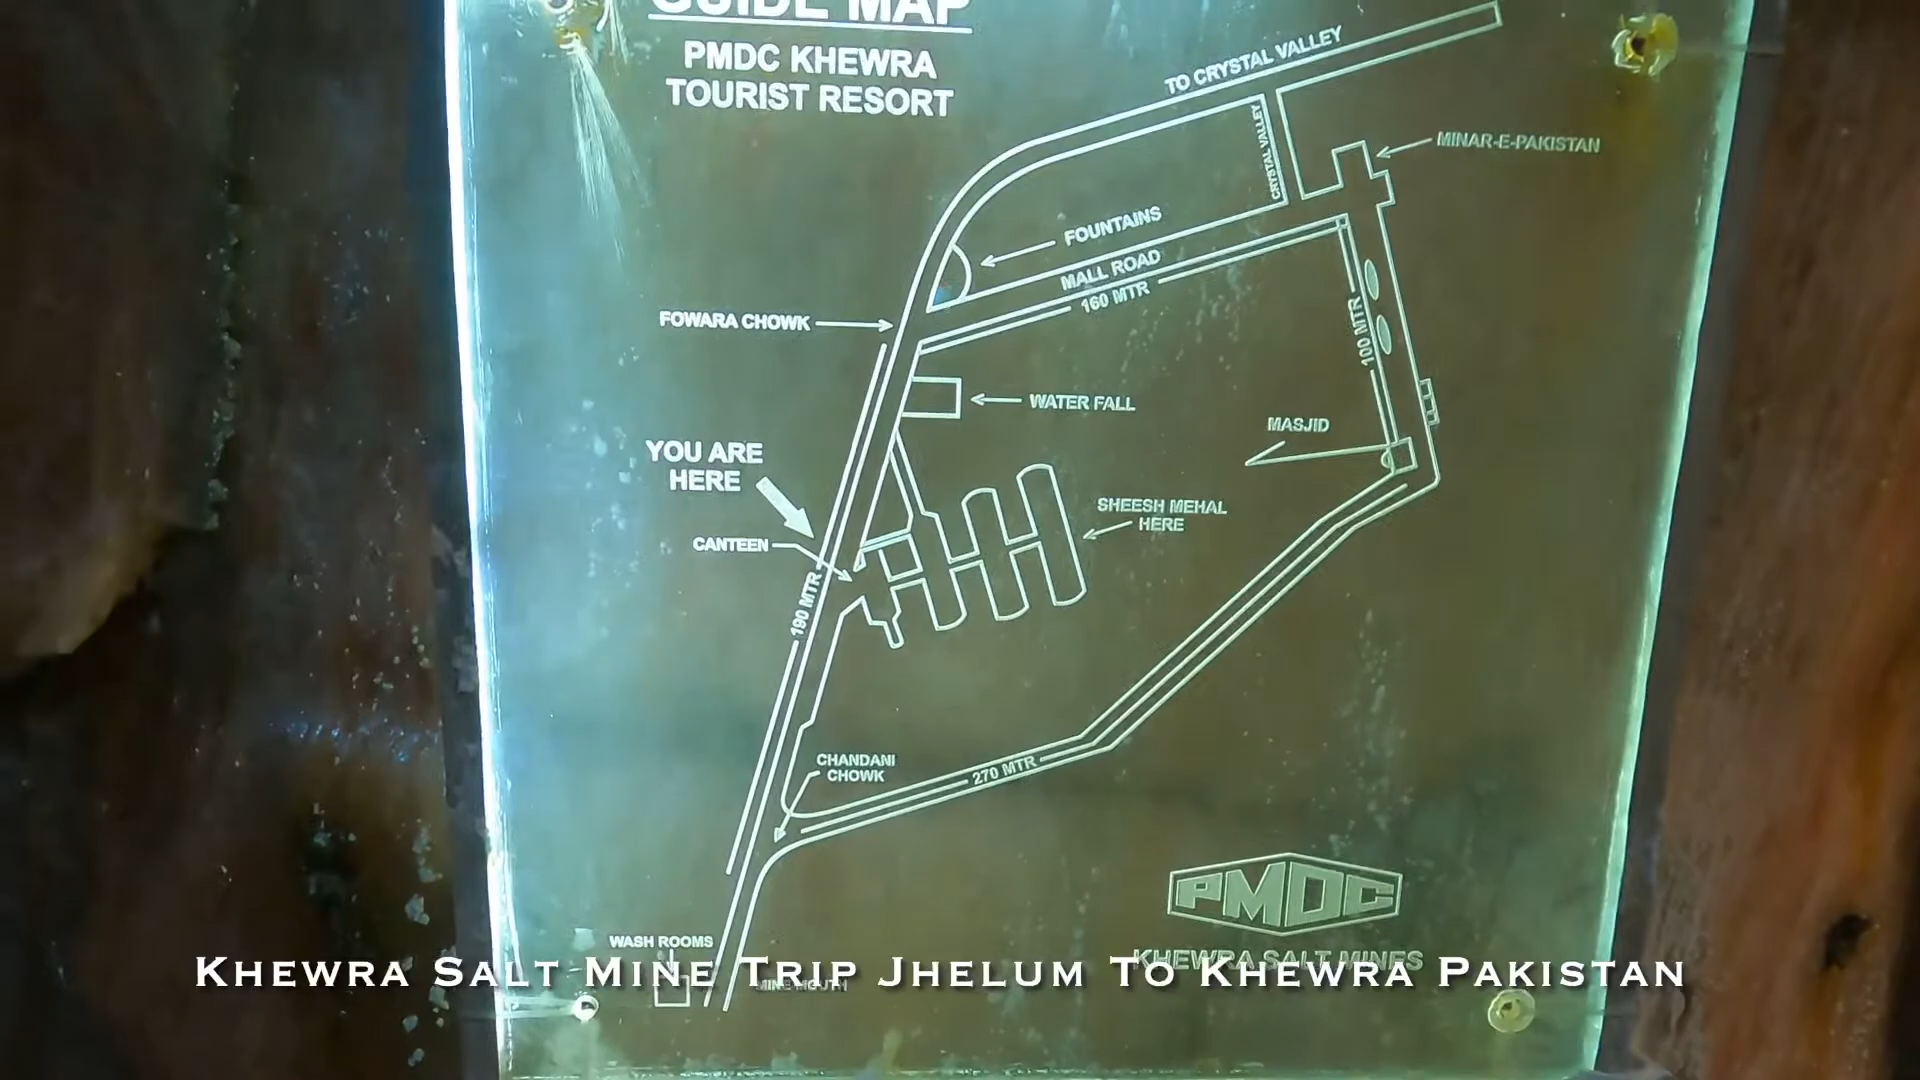 GUIDE MAP
PMDC KHEWRA
TOURIST RESORT
TO CRYSTAL VALLEY
CRYSTAL VALLEY
MINAR-E-PAKISTAN
FOUNTAINS
MALL ROAD
160 MTR
FOWARA CHOWK
100 MTR
WATER FALL
MASJID
YOU ARE
HERE
SHEESH MEHAL
HERE
CANTEEN
190 MTR
CHANDANI
CHOWK
270 MTR
PMDC
KHEWRA SALT MINES
WASH ROOMS
MINE MOUTH
KHEWRA SALT MINE TRIP JHELUM TO KHEWRA PAKISTAN